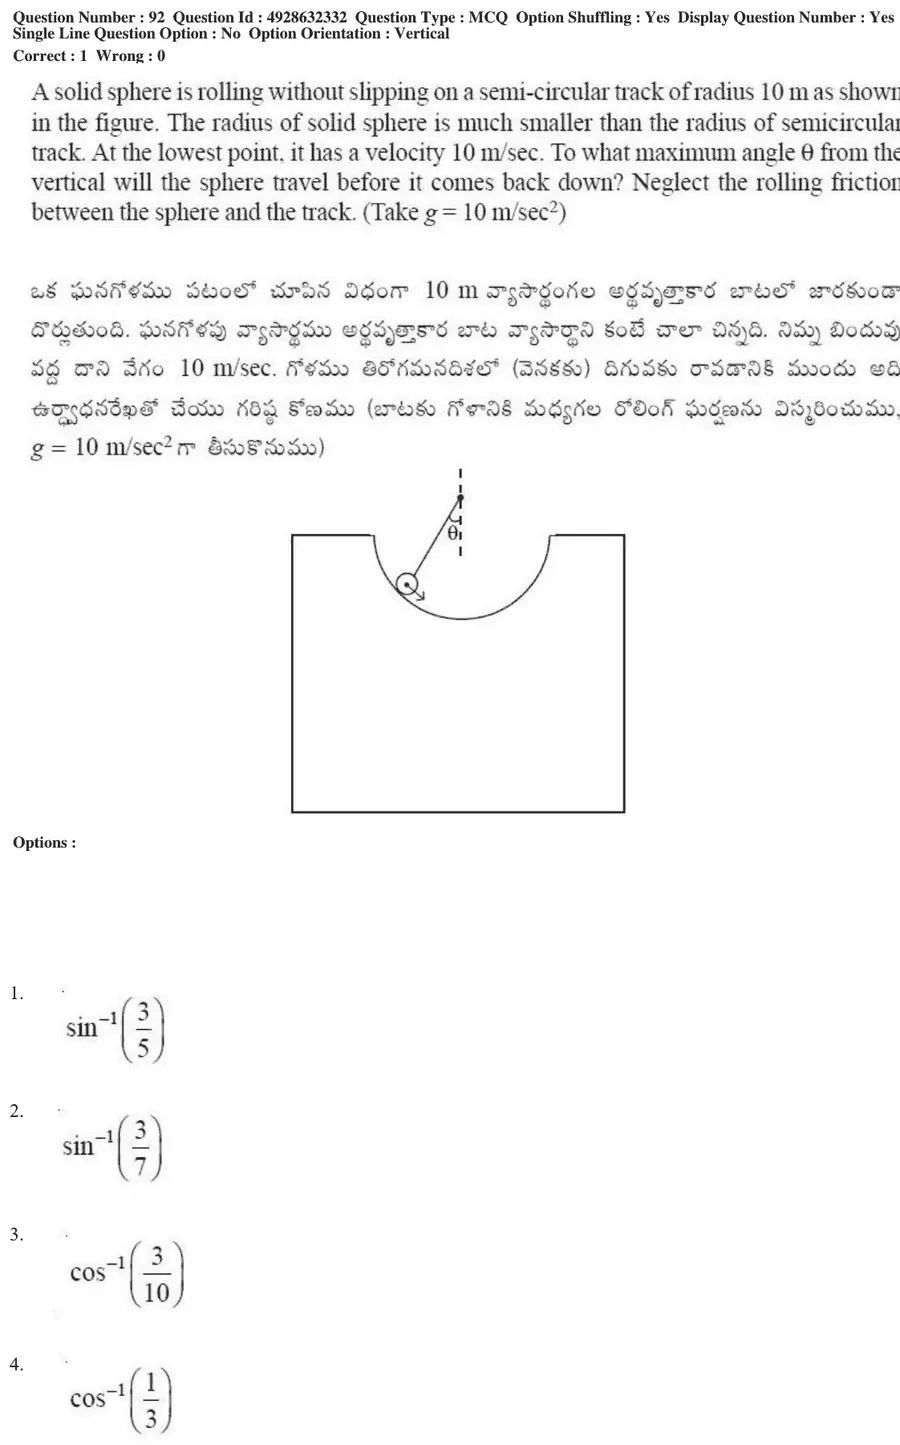 Question Number : 92 Question Id : 4928632332 Question Type : MCQ Option Shuffling : Yes Display Question Number : Yes
Single Line Question Option : No Option Orientation : Vertical
Correct : 1 Wrong : 0
A solid sphere is rolling without slipping on a semi-circular track of radius 10 m as shown
in the figure. The radius of solid sphere is much smaller than the radius of semicircular
track. At the lowest point, it has a velocity 10 m/sec. To what maximum angle θ from the
vertical will the sphere travel before it comes back down? Neglect the rolling friction
between the sphere and the track. (Take g = 10 m/sec²)
ఒక ఘనగోళము పటంలో చూపిన విధంగా 10 m వ్యాసార్థంగల అర్థవృత్తాకార బాటలో జారకుండా
దొర్లుతుంది. ఘనగోళపు వ్యాసార్థము అర్థవృత్తాకార బాట వ్యాసార్థాని కంటే చాలా చిన్నది. నిమ్న బిందువు
వద్ద దాని వేగం 10 m/sec. గోళము తిరోగమనదిశలో (వెనకకు) దిగువకు రావడానికి ముందు అది
ఊర్ధ్వాధనరేఖతో చేయు గరిష్ఠ కోణము (బాటకు గోళానికి మధ్యగల రోలింగ్ ఘర్షణను విస్మరించుము,
g = 10 m/sec² గా తీసుకొనుము)
θ
Options :
1. sin⁻¹(3/5)
2. sin⁻¹(3/7)
3. cos⁻¹(3/10)
4. cos⁻¹(1/3)